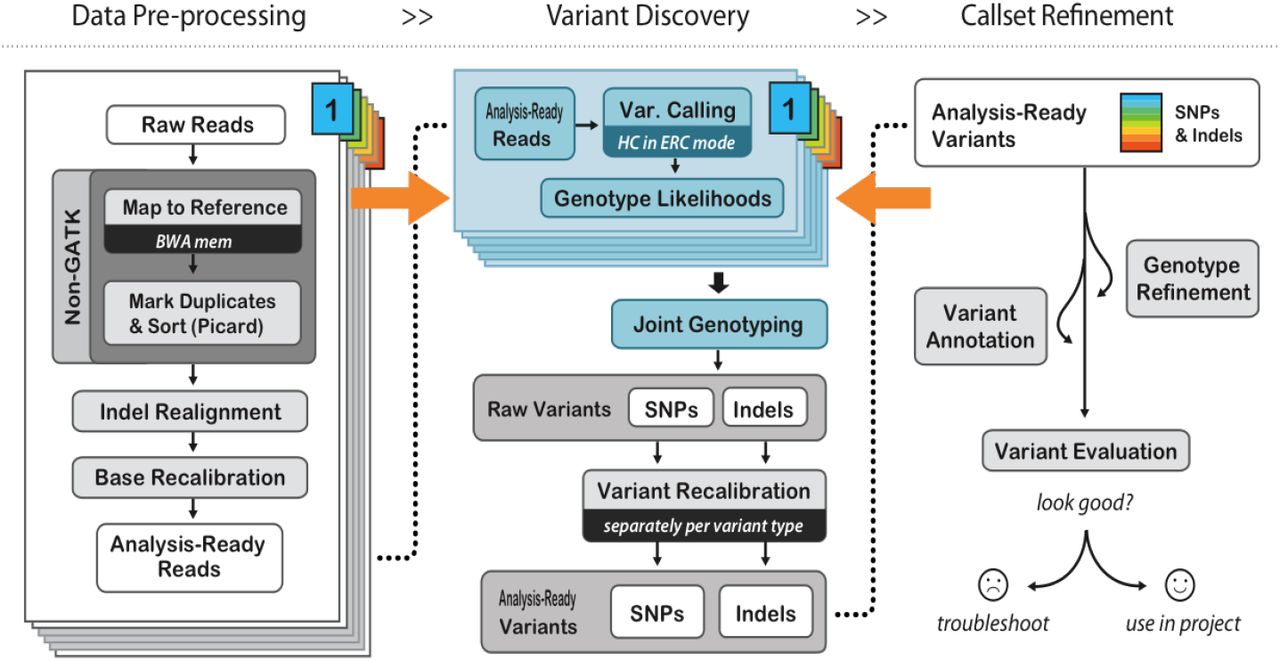 Data Pre-processing >> Variant Discovery >> Callset Refinement
1
Raw Reads
Non-GATK
Map to Reference
BWA mem
Mark Duplicates
& Sort (Picard)
Indel Realignment
Base Recalibration
Analysis-Ready
Reads
1
Analysis-Ready
Reads
Var. Calling
HC in ERC mode
Genotype Likelihoods
Joint Genotyping
Raw Variants
SNPs
Indels
Variant Recalibration
separately per variant type
Analysis-Ready
Variants
SNPs
Indels
Analysis-Ready
Variants
SNPs
& Indels
Genotype
Refinement
Variant
Annotation
Variant Evaluation
look good?
troubleshoot
use in project